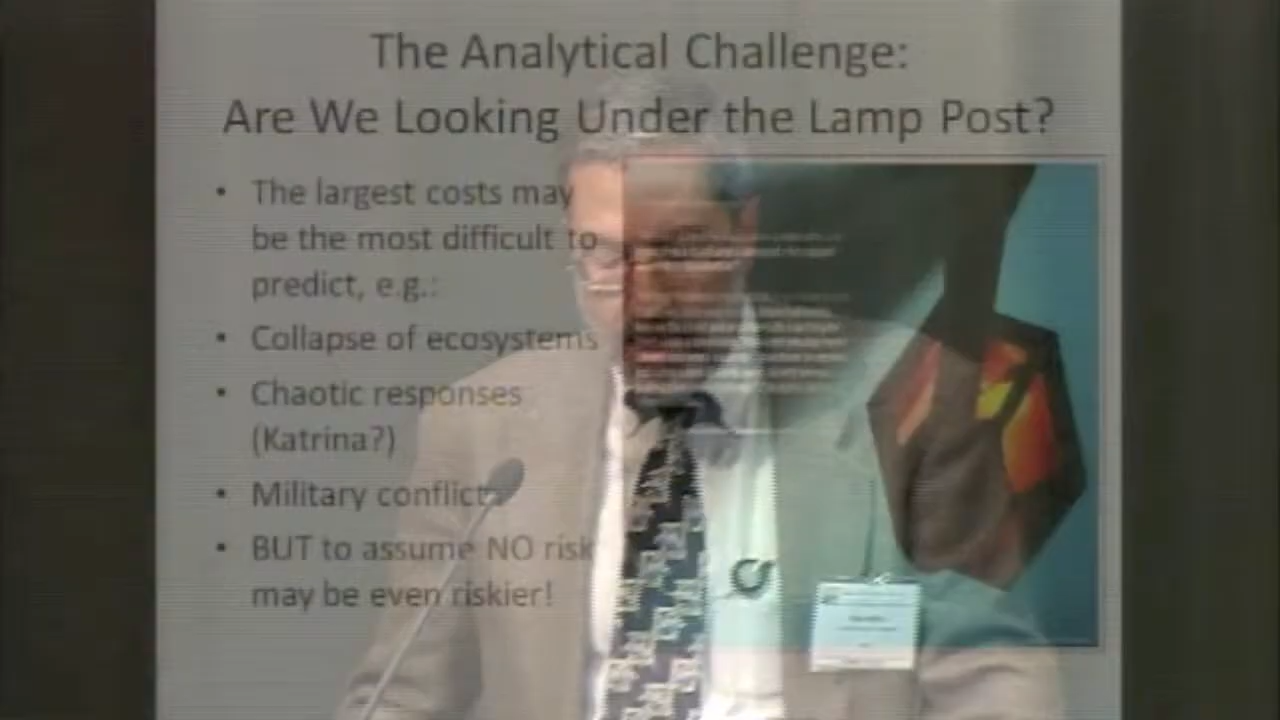 The Analytical Challenge:
Are We Looking Under the Lamp Post?
• The largest costs may
be the most difficult to
predict, e.g.:
• Collapse of ecosystems
• Chaotic responses
(Katrina?)
• Military conflicts
• BUT to assume NO risk
may be even riskier!